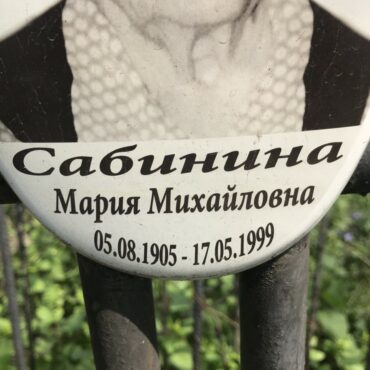 Сабинина
Мария Михайловна
05.08.1905 - 17.05.1999